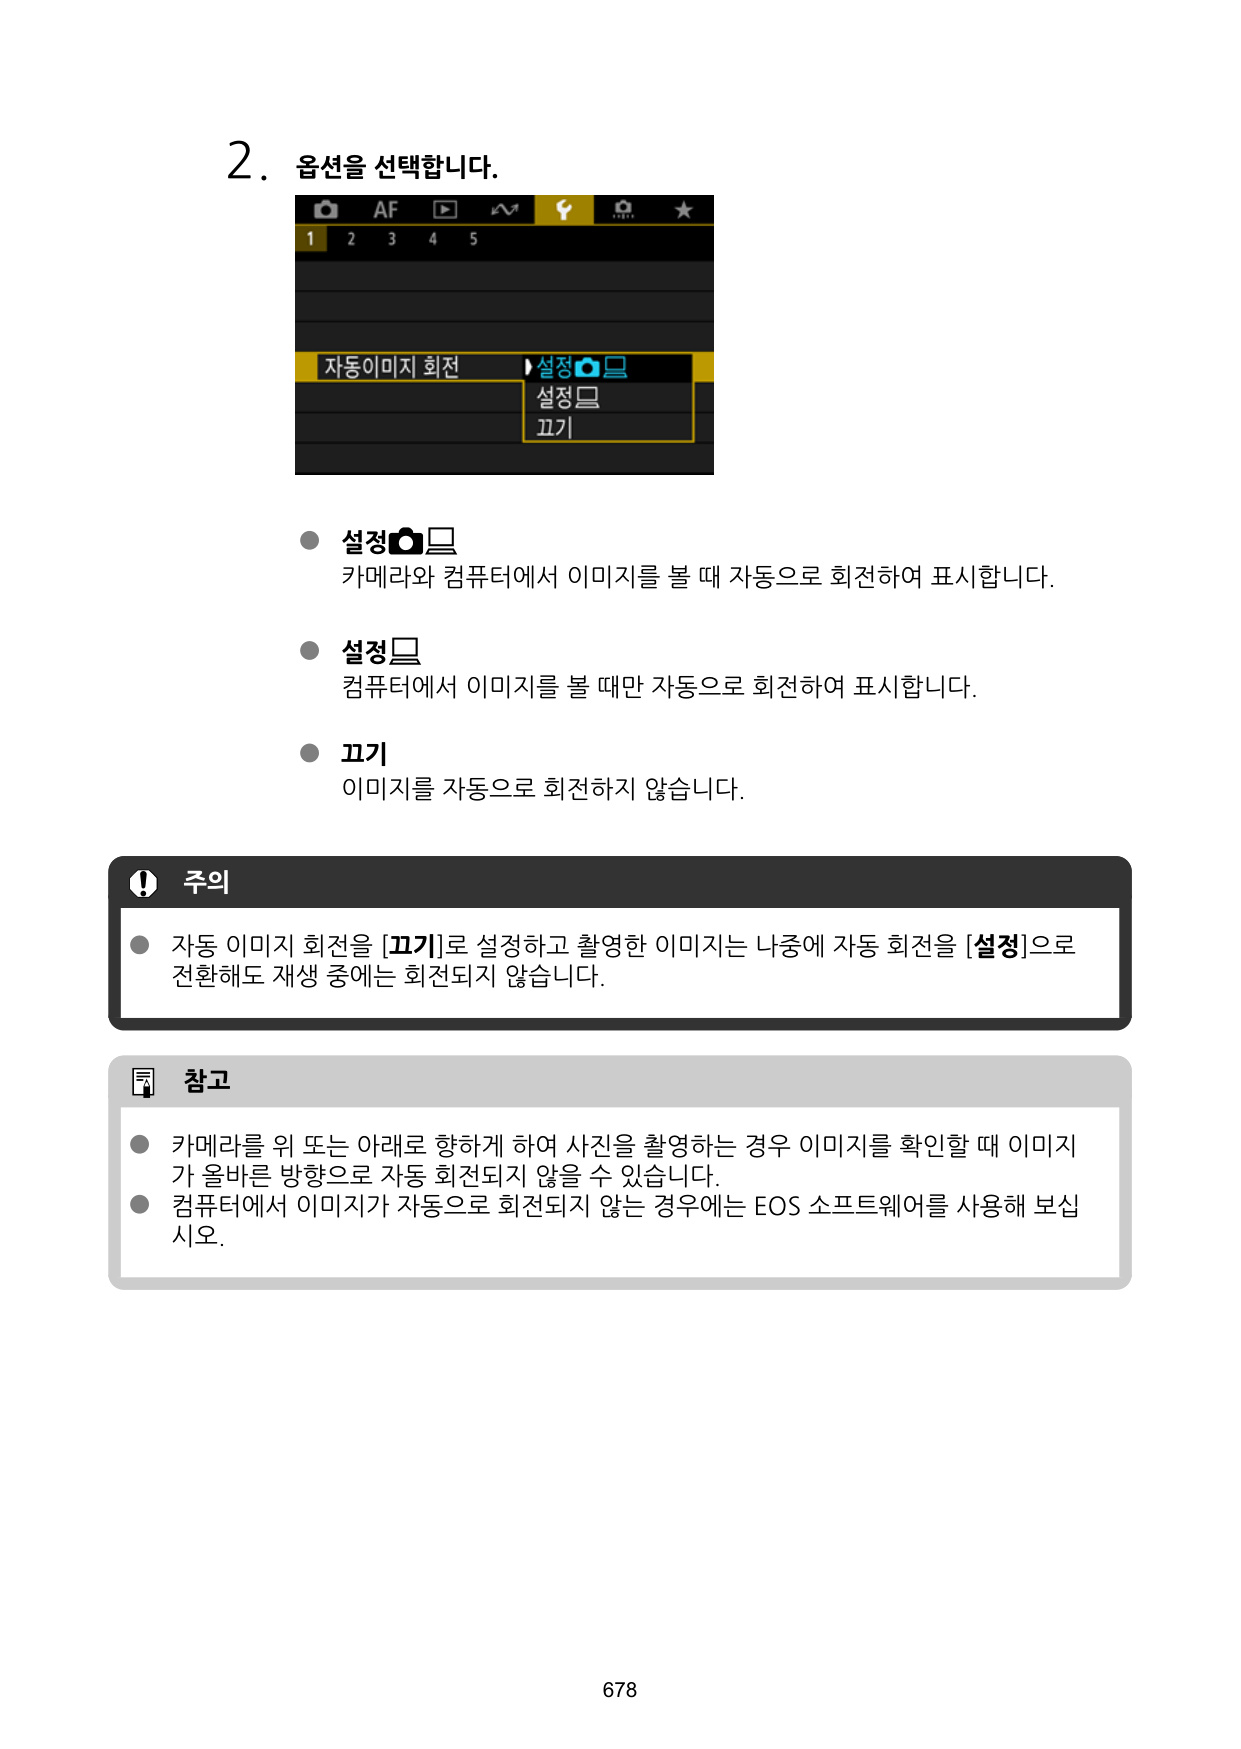 2. 옵션을 선택합니다.
AF
1 2 3 4 5
자동이미지 회전 설정
설정
끄기
● 설정
카메라와 컴퓨터에서 이미지를 볼 때 자동으로 회전하여 표시합니다.
● 설정
컴퓨터에서 이미지를 볼 때만 자동으로 회전하여 표시합니다.
● 끄기
이미지를 자동으로 회전하지 않습니다.
주의
● 자동 이미지 회전을 [끄기]로 설정하고 촬영한 이미지는 나중에 자동 회전을 [설정]으로
전환해도 재생 중에는 회전되지 않습니다.
참고
● 카메라를 위 또는 아래로 향하게 하여 사진을 촬영하는 경우 이미지를 확인할 때 이미지
가 올바른 방향으로 자동 회전되지 않을 수 있습니다.
● 컴퓨터에서 이미지가 자동으로 회전되지 않는 경우에는 EOS 소프트웨어를 사용해 보십
시오.
678